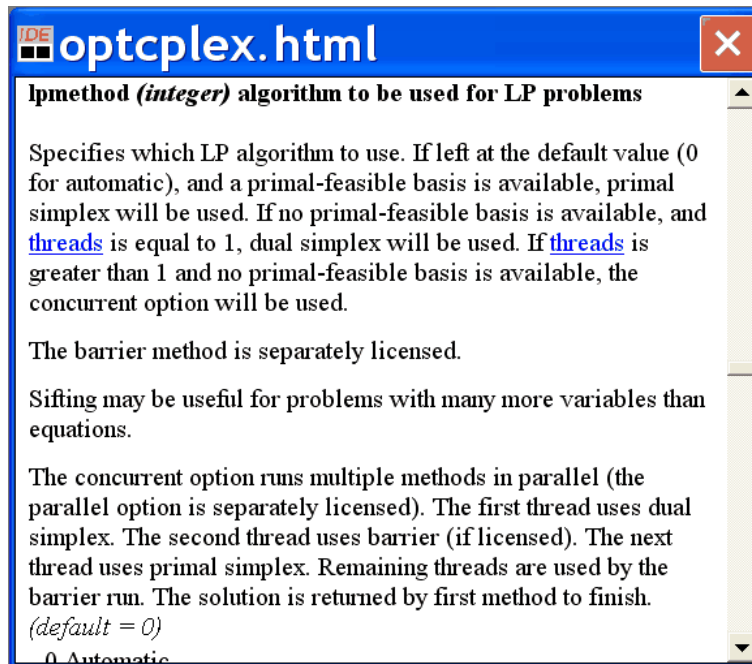 IDE
optcplex.html
lpmethod (integer) algorithm to be used for LP problems
Specifies which LP algorithm to use. If left at the default value (0
for automatic), and a primal-feasible basis is available, primal
simplex will be used. If no primal-feasible basis is available, and
threads is equal to 1, dual simplex will be used. If threads is
greater than 1 and no primal-feasible basis is available, the
concurrent option will be used.
The barrier method is separately licensed.
Sifting may be useful for problems with many more variables than
equations.
The concurrent option runs multiple methods in parallel (the
parallel option is separately licensed). The first thread uses dual
simplex. The second thread uses barrier (if licensed). The next
thread uses primal simplex. Remaining threads are used by the
barrier run. The solution is returned by first method to finish.
(default = 0)
0 Automatic